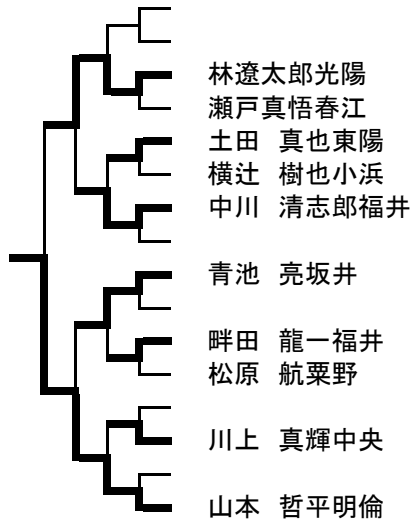 林遼太郎光陽
瀬戸真悟春江
土田 真也東陽
横辻 樹也小浜
中川 清志郎福井
青池 亮坂井
畔田 龍一福井
松原 航粟野
川上 真輝中央
山本 哲平明倫